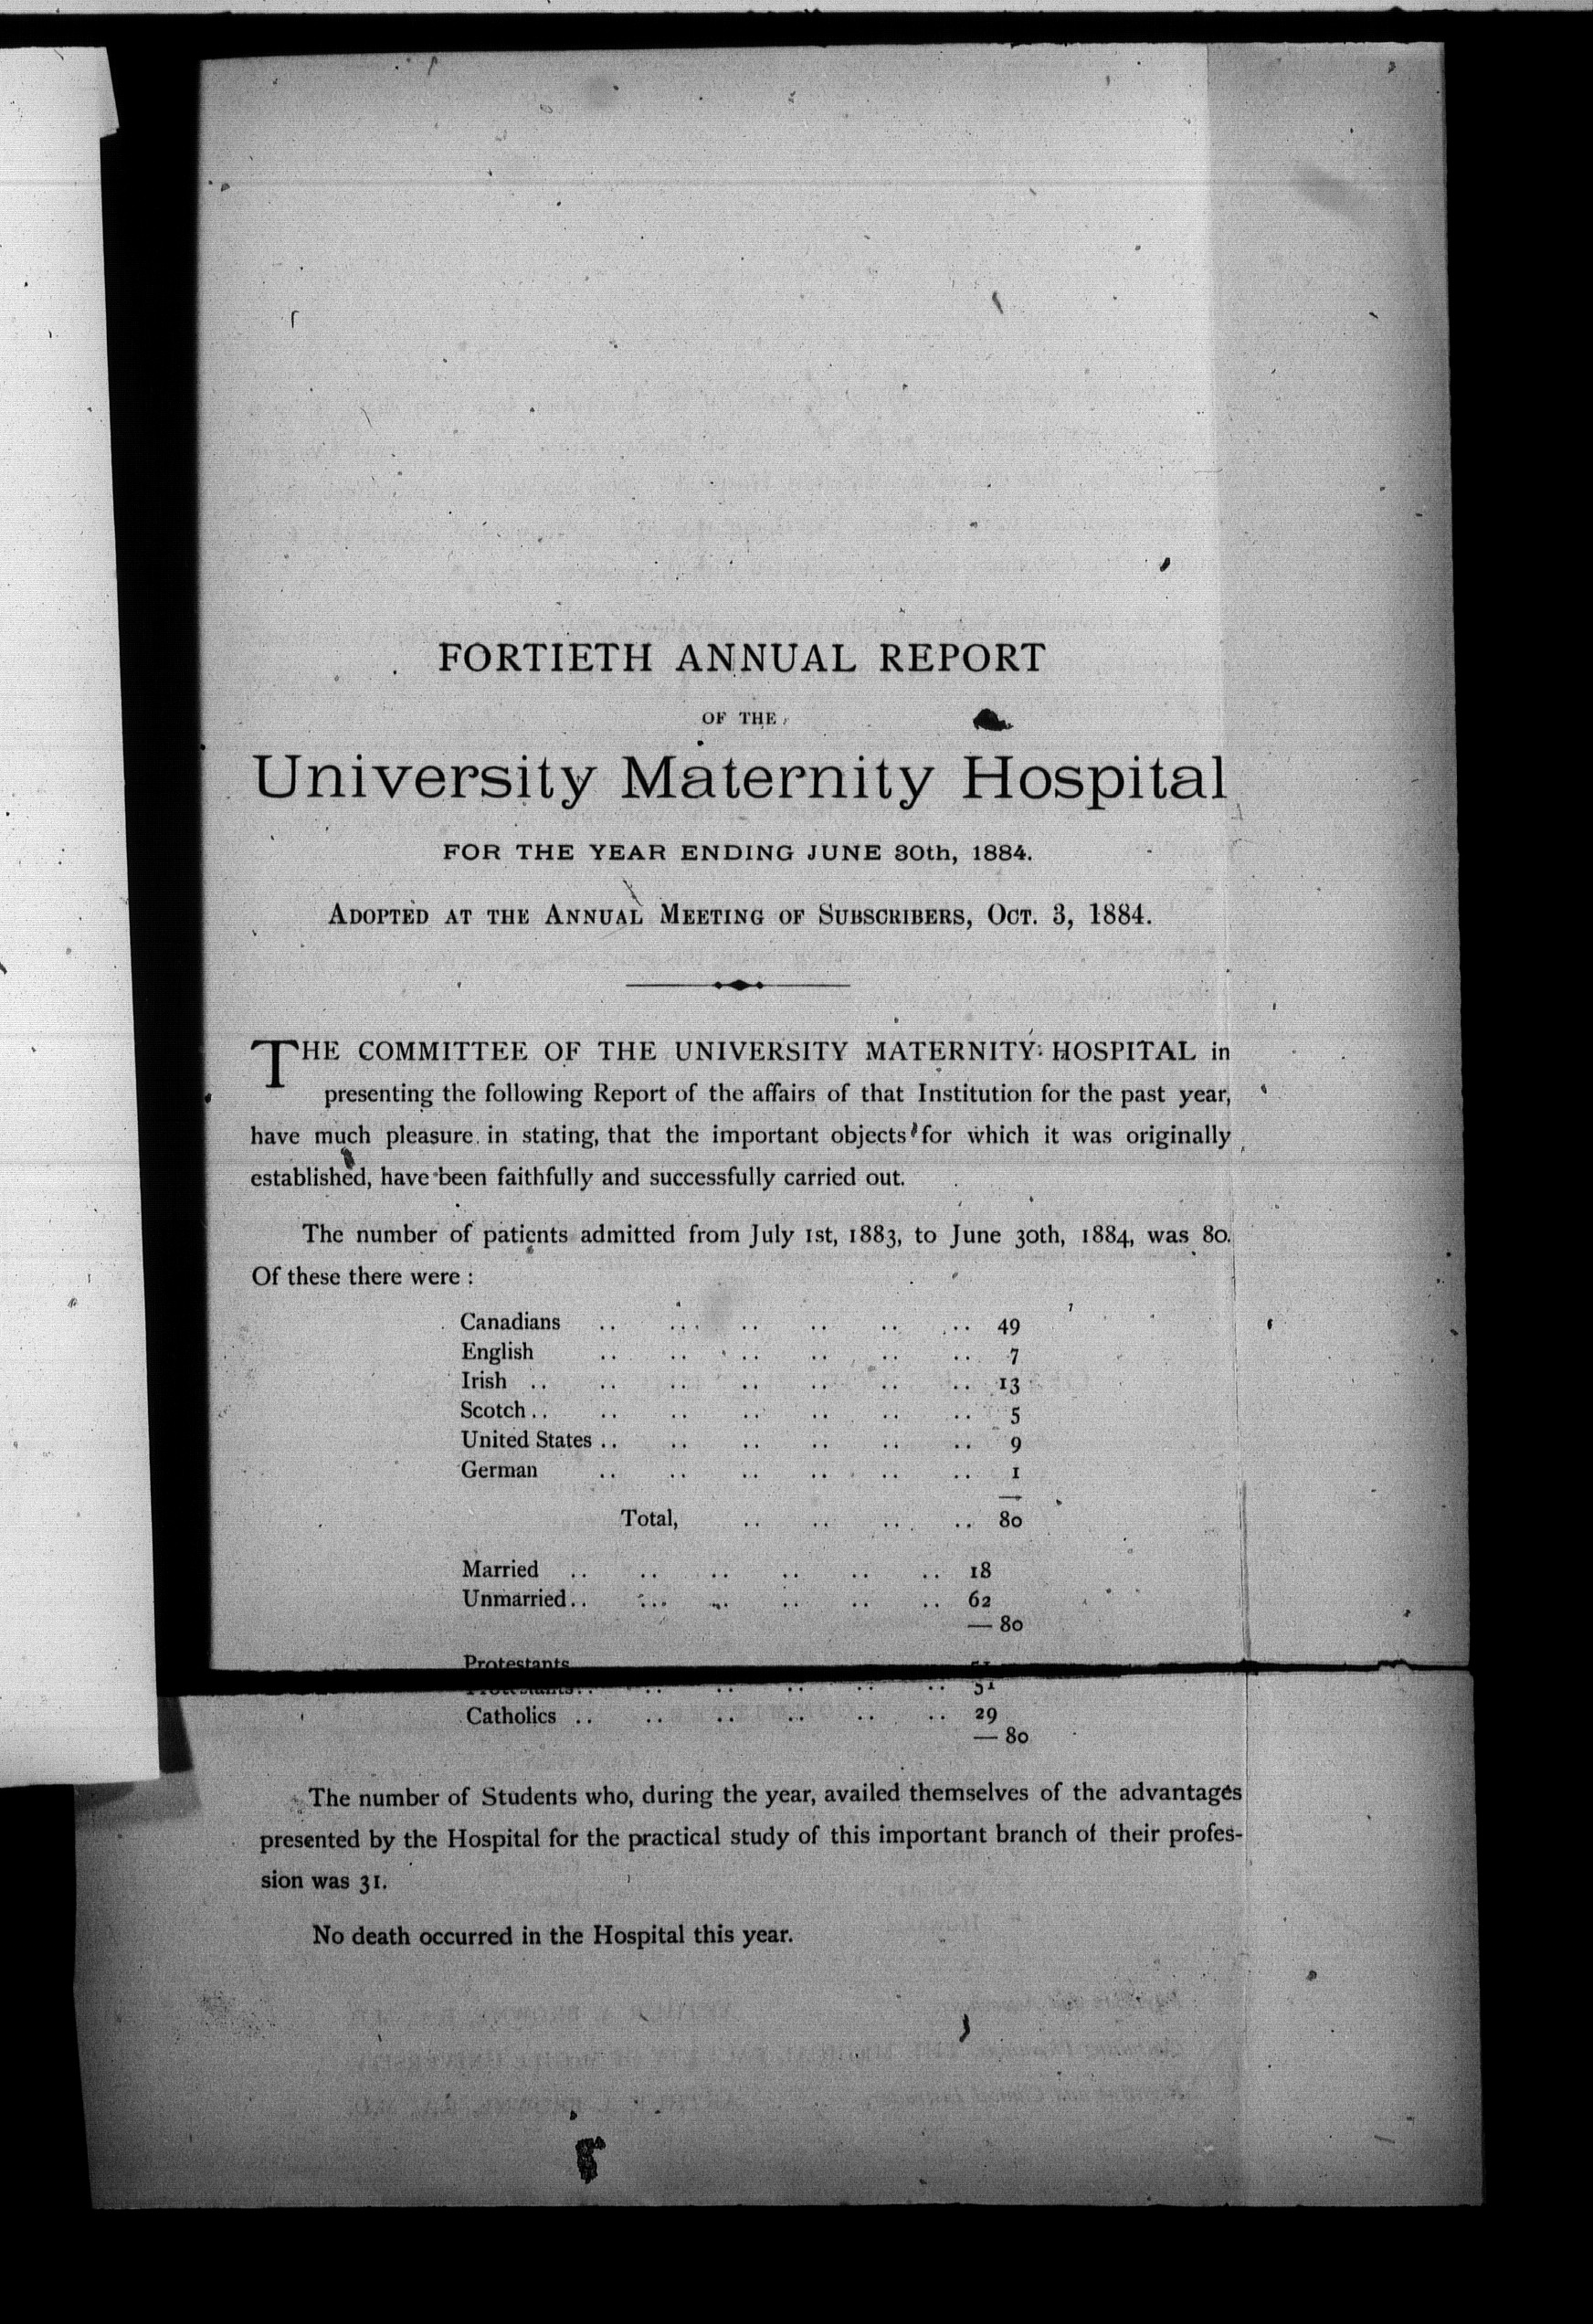 FORTIETH ANNUAL REPORT
OF THE
University Maternity Hospital
FOR THE YEAR ENDING JUNE 30th, 1884.
ADOPTED AT THE ANNUAL MEETING OF SUBSCRIBERS, OCT. 3, 1884.
THE COMMITTEE OF THE UNIVERSITY MATERNITY HOSPITAL in
presenting the following Report of the affairs of that Institution for the past year,
have much pleasure in stating, that the important objects for which it was originally
established, have been faithfully and successfully carried out.
The number of patients admitted from July 1st, 1883, to June 30th, 1884, was 80.
Of these there were :
Canadians .. .. .. .. .. .. 49
English .. .. .. .. .. .. 7
Irish .. .. .. .. .. .. .. 13
Scotch .. .. .. .. .. .. .. 5
United States .. .. .. .. .. .. 9
German .. .. .. .. .. .. 1
Total, .. .. .. .. 80
Married .. .. .. .. .. .. 18
Unmarried .. .. .. .. .. .. 62
— 80
Protestants
Protestants .. .. .. .. .. .. 51
Catholics .. .. .. .. .. .. 29
— 80
The number of Students who, during the year, availed themselves of the advantages
presented by the Hospital for the practical study of this important branch of their profes-
sion was 31.
No death occurred in the Hospital this year.